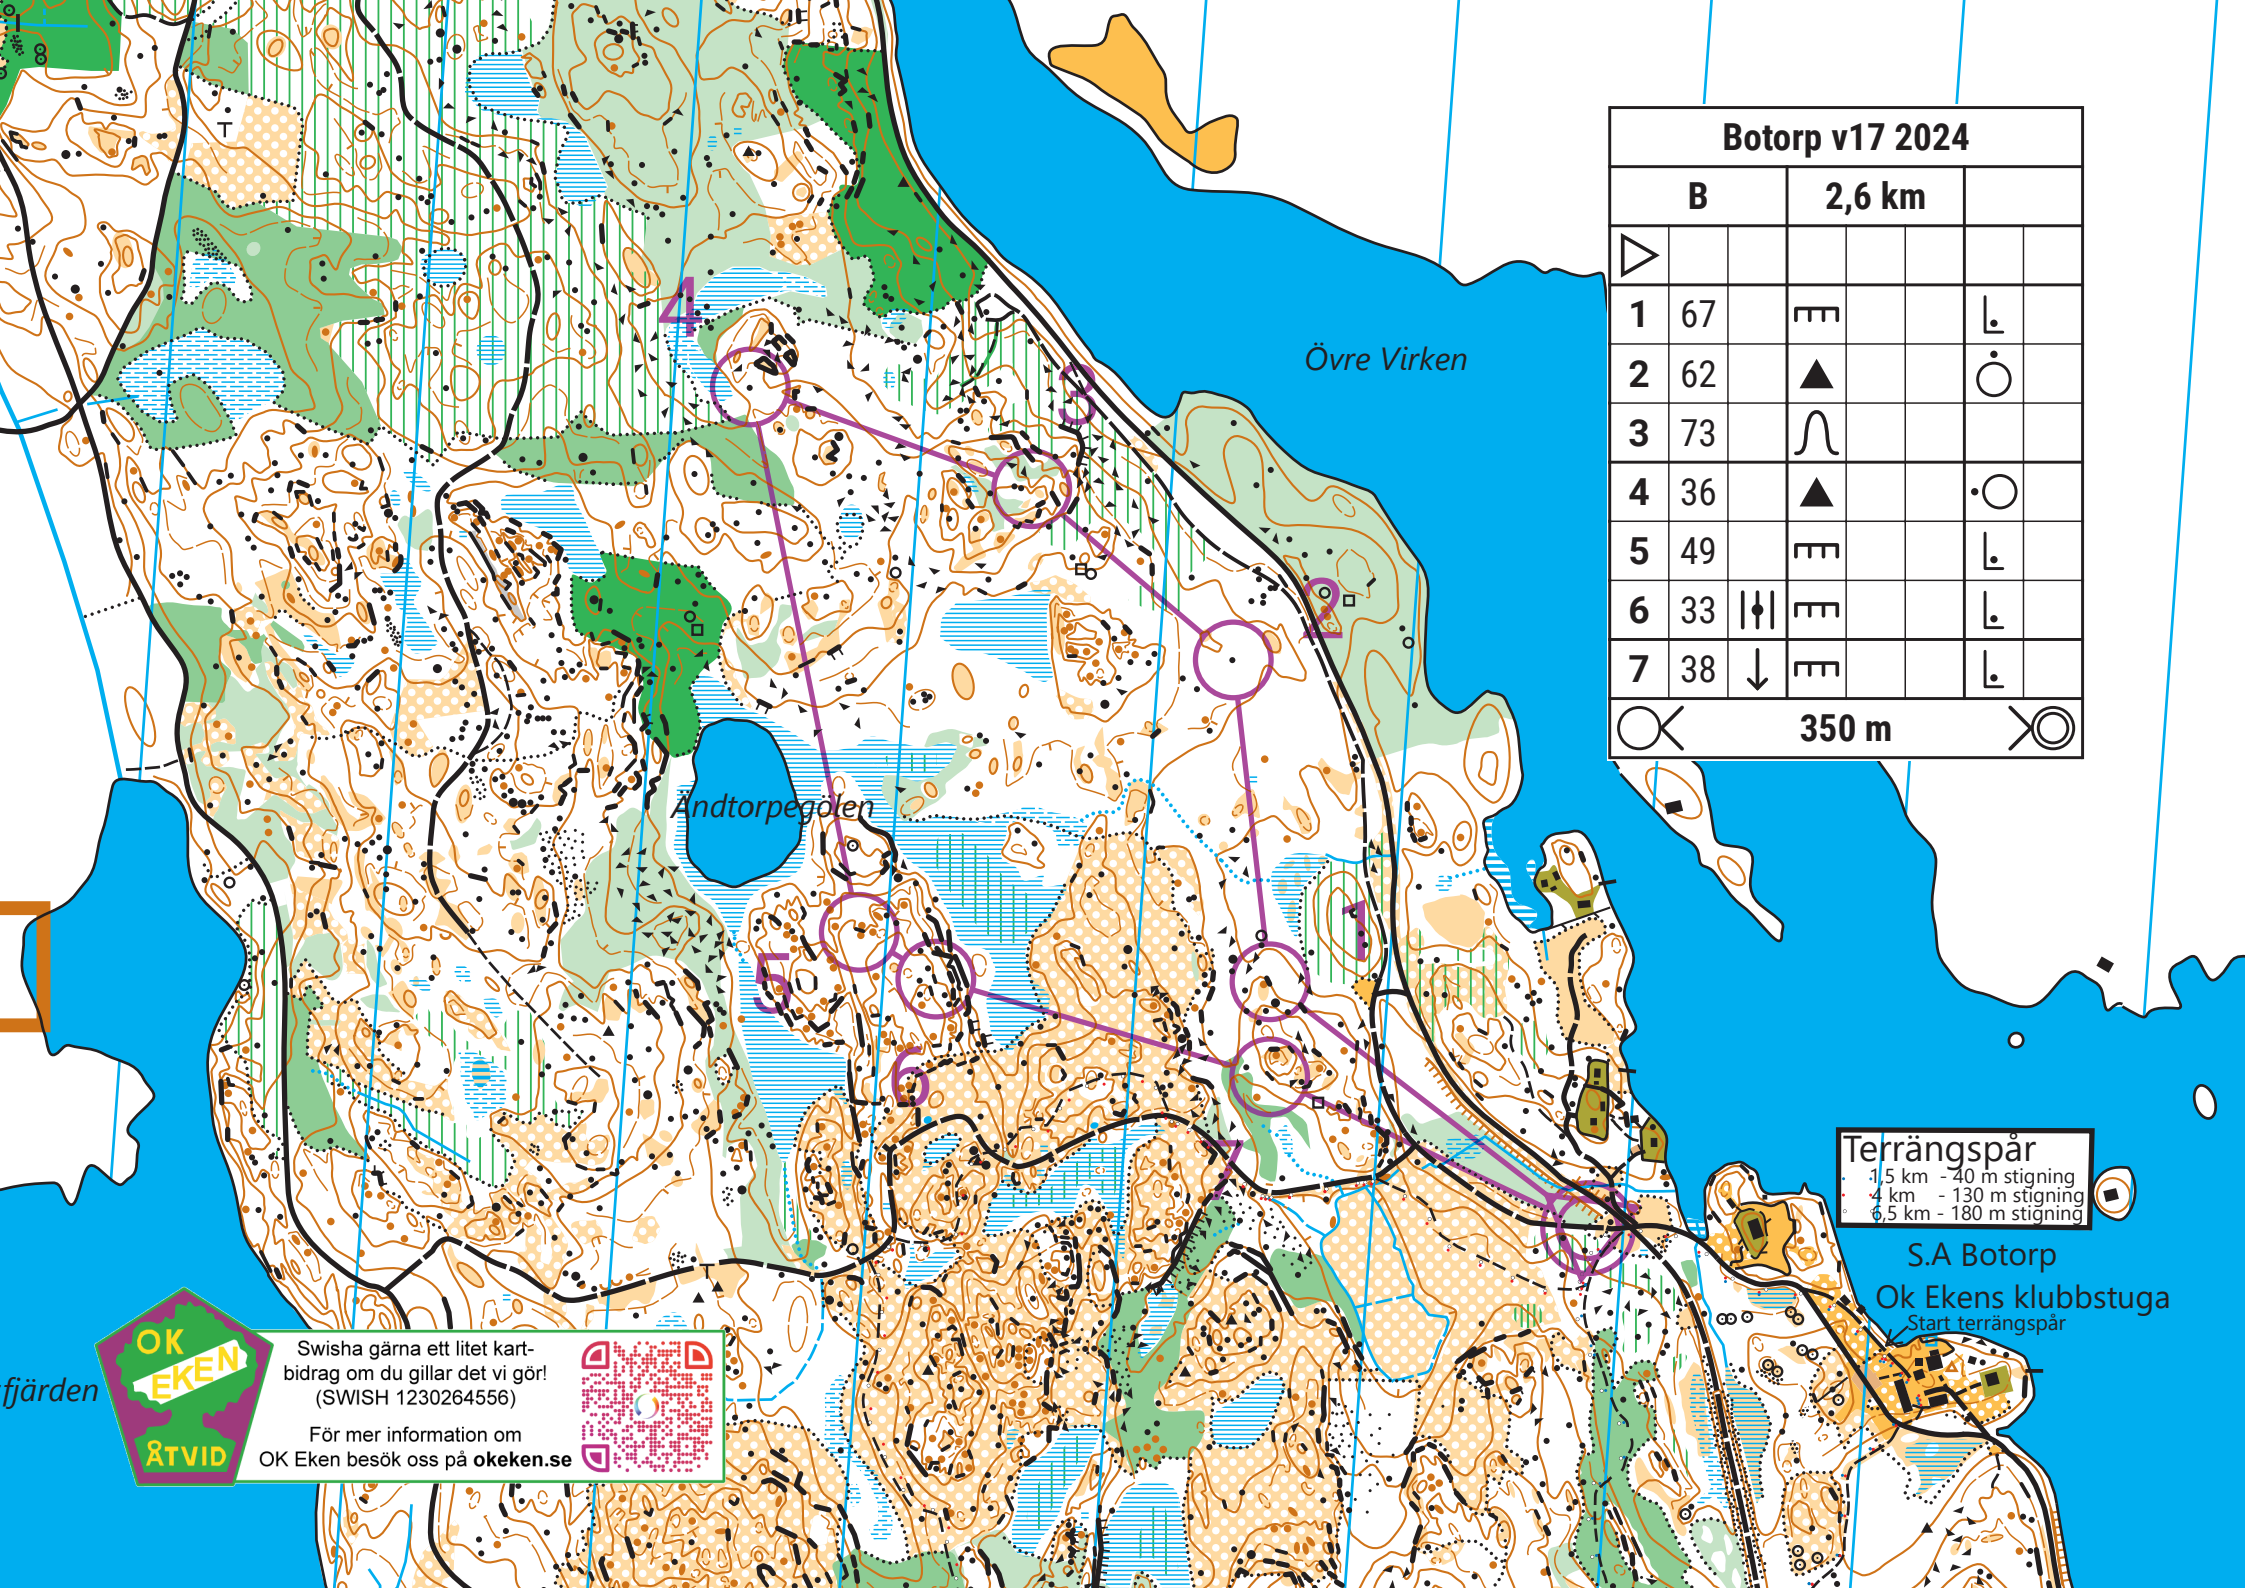 Botorp v17 2024
B 2,6 km
1 67
2 62
3 73
4 36
5 49
6 33
7 38
350 m
Övre Virken
4
3
2
1
5
6
7
Ändtorpegölen
T
T
Terrängspår
1,5 km - 40 m stigning
4 km - 130 m stigning
6,5 km - 180 m stigning
S.A Botorp
Ok Ekens klubbstuga
Start terrängspår
fjärden
OK
EKEN
ÅTVID
Swisha gärna ett litet kart-
bidrag om du gillar det vi gör!
(SWISH 1230264556)
För mer information om
OK Eken besök oss på okeken.se